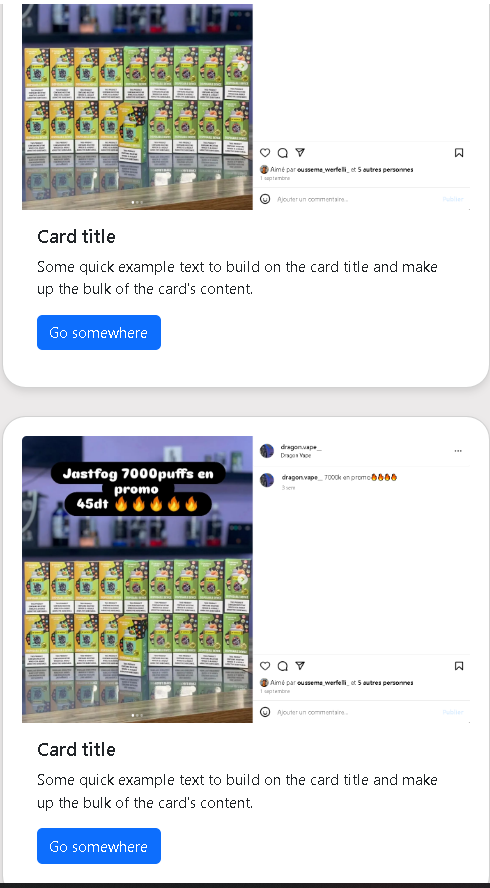 Aimé par oussema_werfelli_ et 5 autres personnes
1 septembre
Ajouter un commentaire...
Publier
Card title
Some quick example text to build on the card title and make
up the bulk of the card's content.
Go somewhere
Jastfog 7000puffs en
promo
45dt 🔥🔥🔥🔥🔥
dragon.vape__
Dragon Vape
dragon.vape__ 7000k en promo🔥🔥🔥🔥
3 sem
Aimé par oussema_werfelli_ et 5 autres personnes
1 septembre
Ajouter un commentaire...
Publier
Card title
Some quick example text to build on the card title and make
up the bulk of the card's content.
Go somewhere